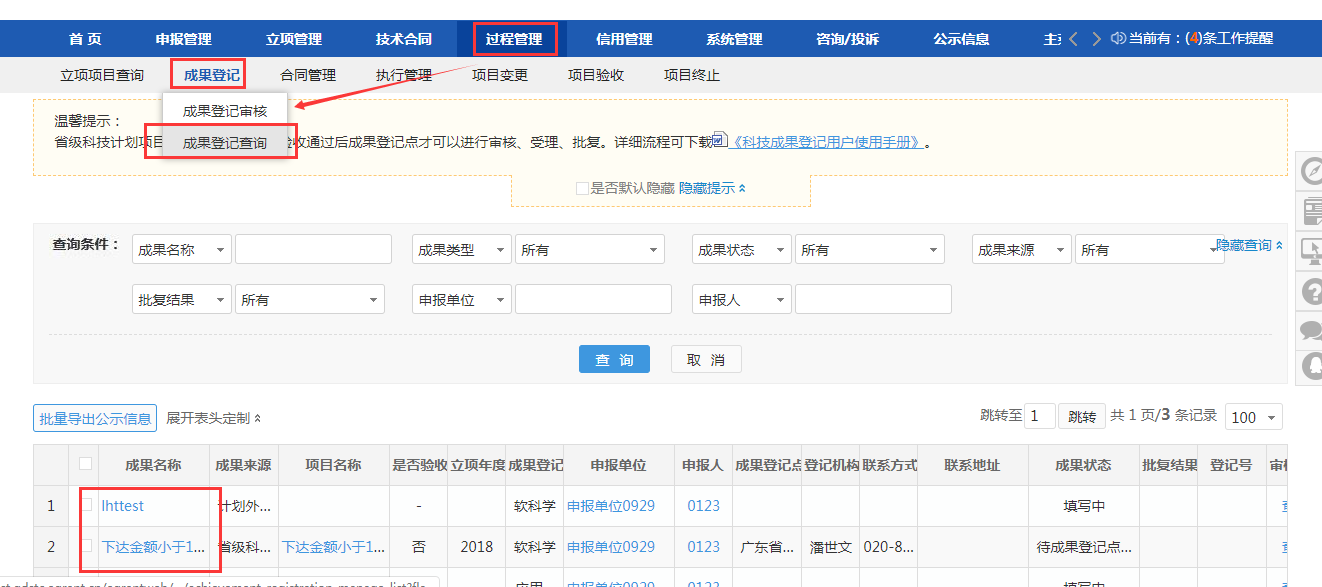 首 页 申报管理 立项管理 技术合同 过程管理 信用管理 系统管理 咨询/投诉 公示信息 当前有：(4)条工作提醒
立项项目查询 成果登记 合同管理 执行管理 项目变更 项目验收 项目终止
成果登记审核
温馨提示：
省级科技计划项目
成果登记查询
收通过后成果登记点才可以进行审核、受理、批复。详细流程可下载《科技成果登记用户使用手册》。
是否默认隐藏 隐藏提示
查询条件： 成果名称 成果类型 所有 成果状态 所有 成果来源 所有 隐藏查询
批复结果 所有 申报单位 申报人
查 询 取 消
批量导出公示信息 展开表头定制 跳转至 1 跳转 共 1 页/3 条记录 100
成果名称 成果来源 项目名称 是否验收 立项年度 成果登记 申报单位 申报人 成果登记点 登记机构 联系方式 联系地址 成果状态 批复结果 登记号
1 lhttest 计划外... - 软科学 申报单位0929 0123 填写中
2 下达金额小于1... 省级科... 下达金额小于1... 否 2018 软科学 申报单位0929 0123 广东省... 潘世文 020-8... 待成果登记点...